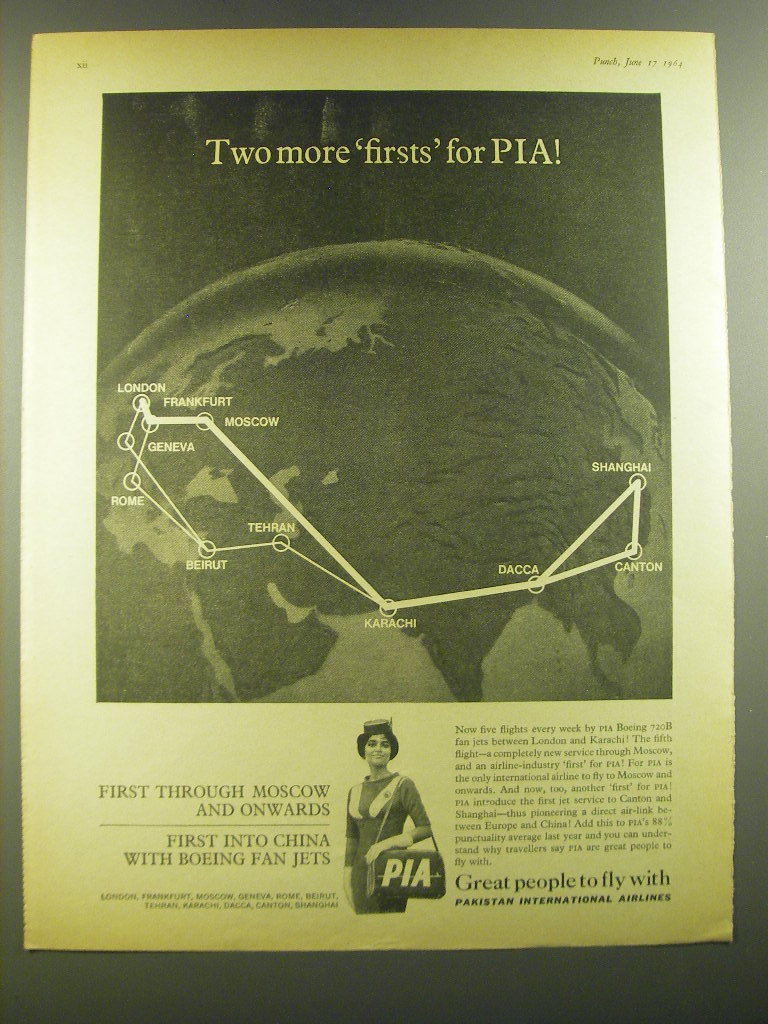 xii
Punch, June 17 1964
Two more 'firsts' for PIA!
LONDON
FRANKFURT
MOSCOW
GENEVA
ROME
BEIRUT
TEHRAN
KARACHI
DACCA
CANTON
SHANGHAI
FIRST THROUGH MOSCOW
AND ONWARDS
FIRST INTO CHINA
WITH BOEING FAN JETS
LONDON, FRANKFURT, MOSCOW, GENEVA, ROME, BEIRUT,
TEHRAN, KARACHI, DACCA, CANTON, SHANGHAI
PIA
Now five flights every week by PIA Boeing 720B
fan jets between London and Karachi! The fifth
flight—a completely new service through Moscow,
and an airline-industry 'first' for PIA! For PIA is
the only international airline to fly to Moscow and
onwards. And now, too, another 'first' for PIA!
PIA introduce the first jet service to Canton and
Shanghai—thus pioneering a direct air-link be-
tween Europe and China! Add this to PIA's 88%
punctuality average last year and you can under-
stand why travellers say PIA are great people to
fly with.
Great people to fly with
PAKISTAN INTERNATIONAL AIRLINES